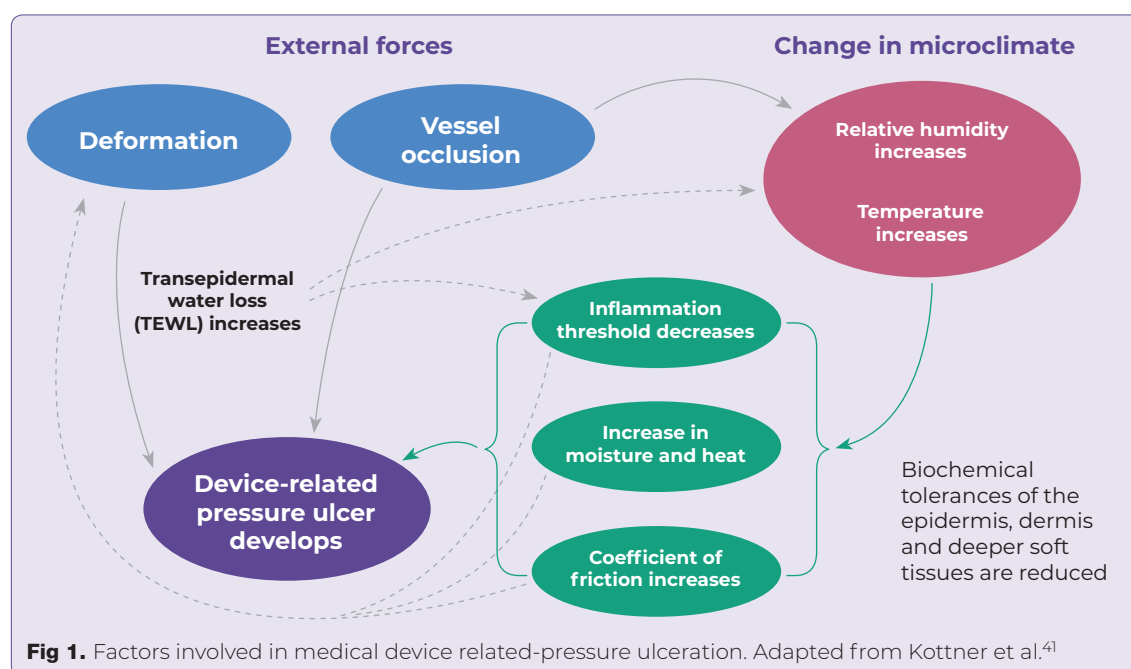 External forces
Change in microclimate
Deformation
Vessel
occlusion
Relative humidity
increases
Temperature
increases
Transepidermal
water loss
(TEWL) increases
Inflammation
threshold decreases
Increase in
moisture and heat
Coefficient of
friction increases
Device-related
pressure ulcer
develops
Biochemical
tolerances of the
epidermis, dermis
and deeper soft
tissues are reduced
Fig 1. Factors involved in medical device related-pressure ulceration. Adapted from Kottner et al.⁴¹